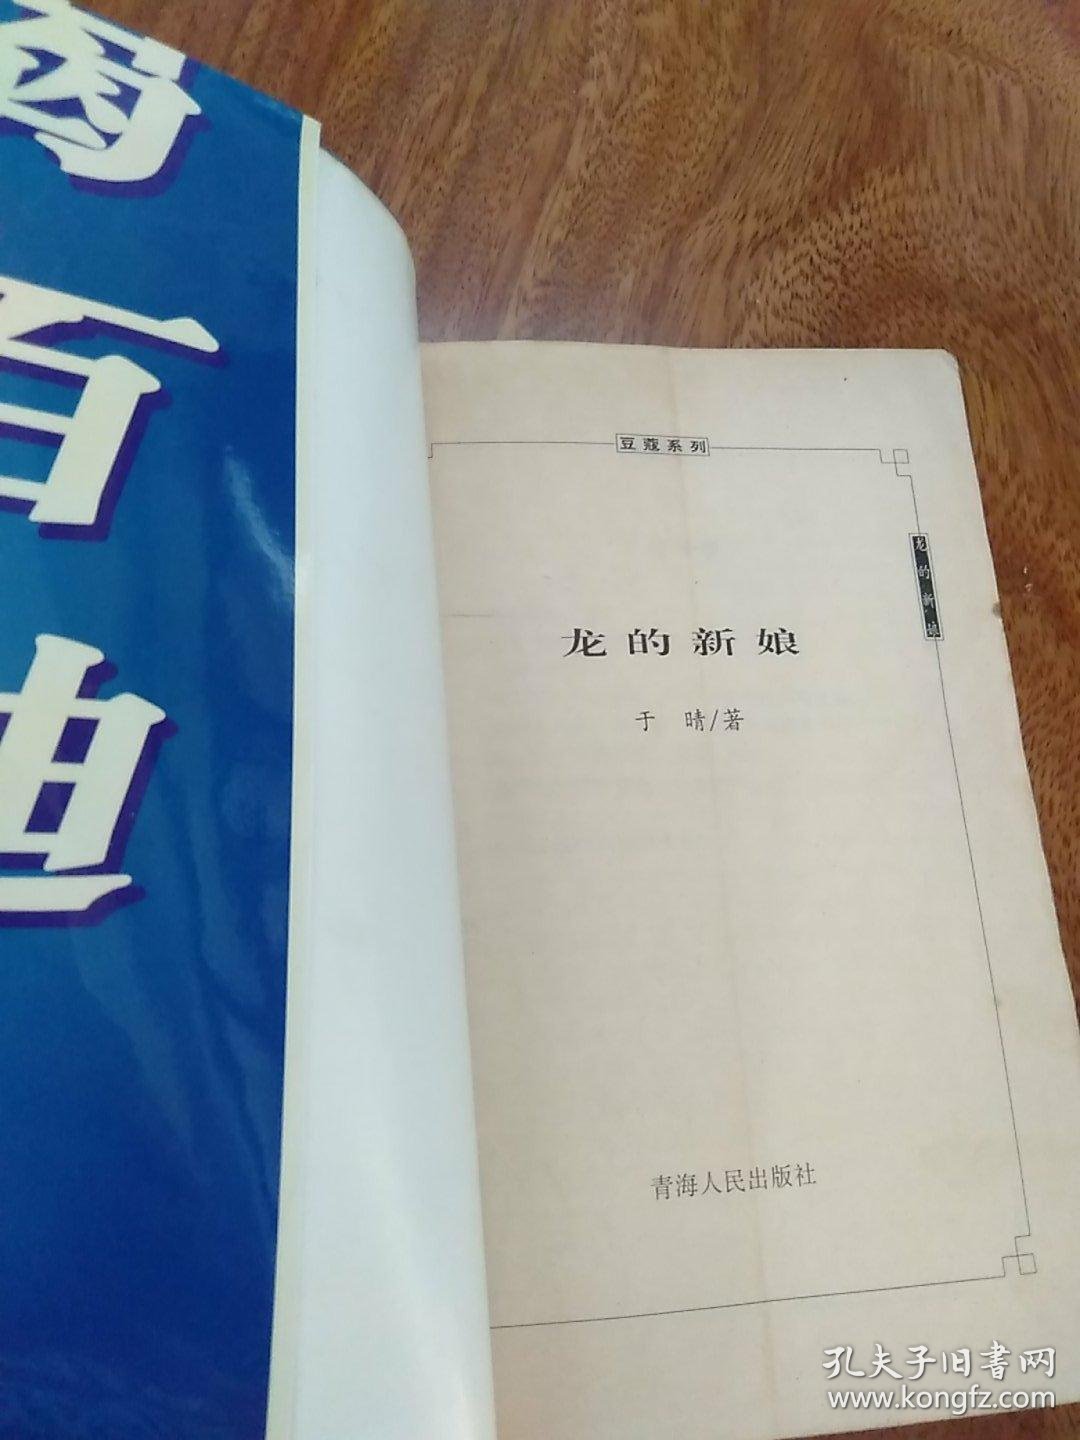 豆蔻系列
龙的新娘
龙的新娘
于 晴/著
青海人民出版社
孔夫子旧書网
www.kongfz.com